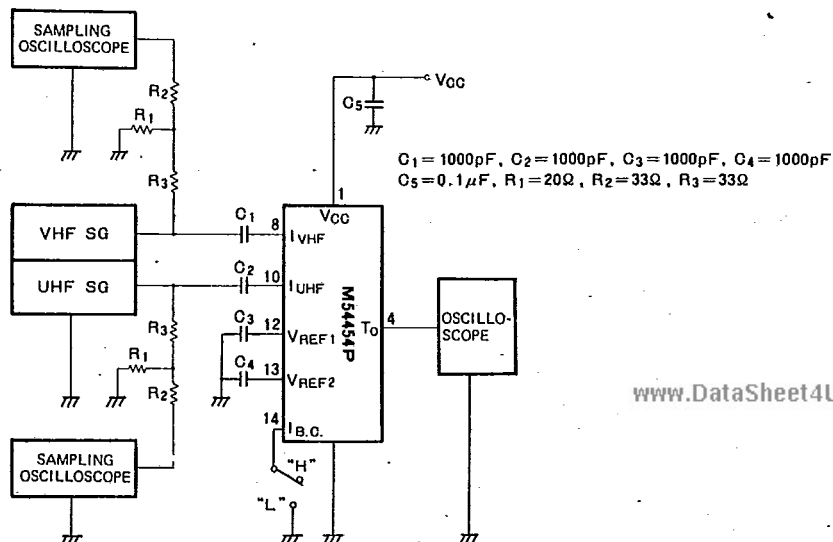 SAMPLING
OSCILLOSCOPE
R2
R1
R3
VCC
C5
C1=1000pF, C2=1000pF, C3=1000pF, C4=1000pF
C5=0.1μF, R1=20Ω, R2=33Ω, R3=33Ω
1
VCC
VHF SG
C1
8
IVHF
UHF SG
C2
10
IUHF
M54454P
R3
C3
12
VREF1
TO
4
OSCILLO-
SCOPE
R1
R2
C4
13
VREF2
www.DataSheet4U
14
IB.C.
"H"
"L"
SAMPLING
OSCILLOSCOPE